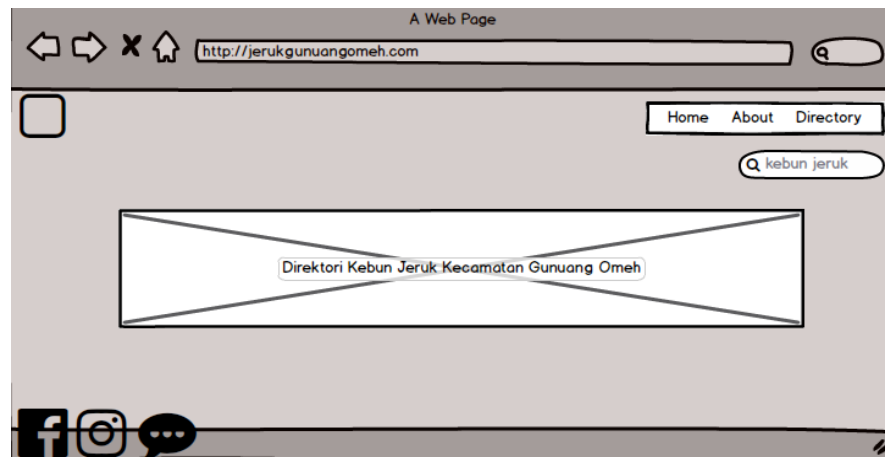 A Web Page
http://jerukgunuangomeh.com
Home About Directory
kebun jeruk
Direktori Kebun Jeruk Kecamatan Gunuang Omeh